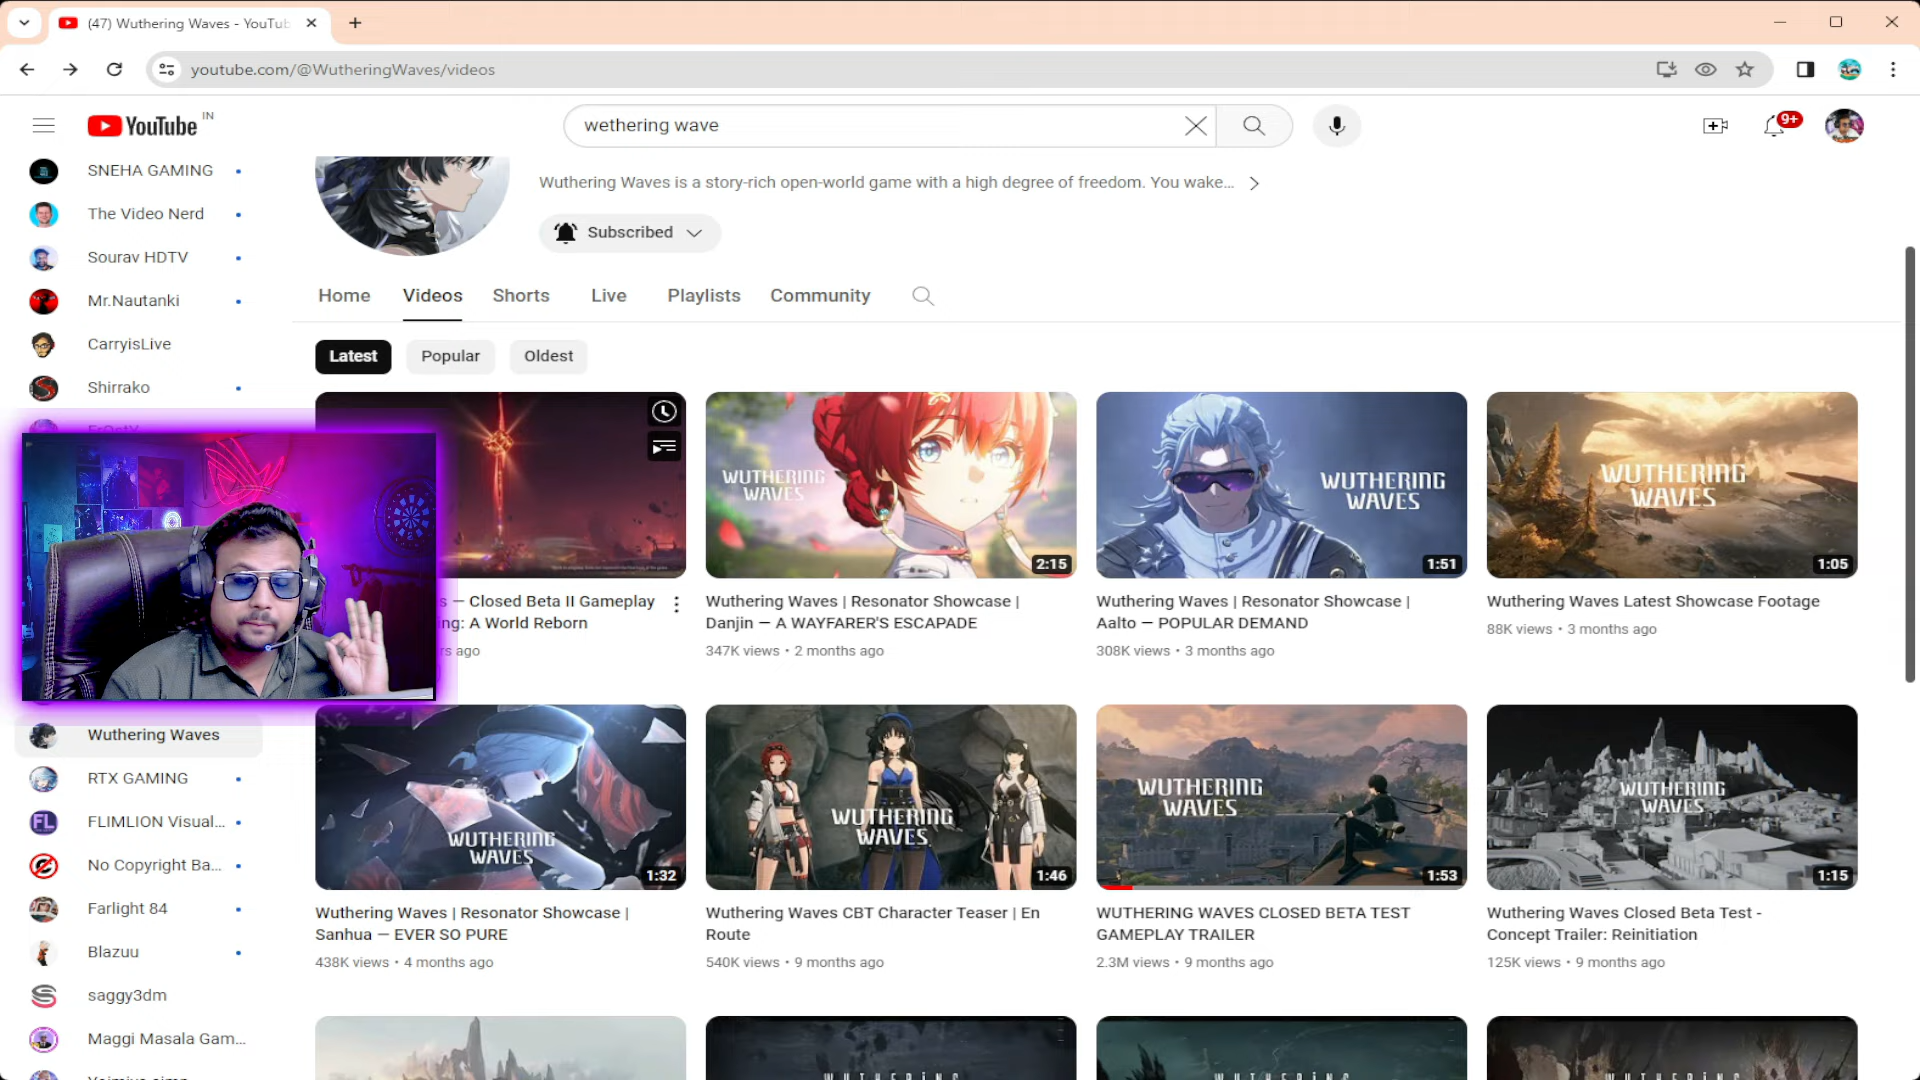 (47) Wuthering Waves - YouTub
youtube.com/@WutheringWaves/videos
YouTube IN
wethering wave
9+
SNEHA GAMING
The Video Nerd
Sourav HDTV
Mr.Nautanki
CarryisLive
Shirrako
Wuthering Waves
RTX GAMING
FLIMLION Visual...
No Copyright Ba...
Farlight 84
Blazuu
saggy3dm
Maggi Masala Gam...
Wuthering Waves is a story-rich open-world game with a high degree of freedom. You wake...
Subscribed
Home Videos Shorts Live Playlists Community
Latest Popular Oldest
WUTHERING
WAVES
2:15
WUTHERING
WAVES
1:51
WUTHERING
WAVES
1:05
s — Closed Beta II Gameplay
ng: A World Reborn
rs ago
Wuthering Waves | Resonator Showcase |
Danjin — A WAYFARER'S ESCAPADE
347K views • 2 months ago
Wuthering Waves | Resonator Showcase |
Aalto — POPULAR DEMAND
308K views • 3 months ago
Wuthering Waves Latest Showcase Footage
88K views • 3 months ago
WUTHERING
WAVES
1:32
WUTHERING
WAVES
1:46
WUTHERING
WAVES
1:53
WUTHERING
WAVES
1:15
Wuthering Waves | Resonator Showcase |
Sanhua — EVER SO PURE
438K views • 4 months ago
Wuthering Waves CBT Character Teaser | En
Route
540K views • 9 months ago
WUTHERING WAVES CLOSED BETA TEST
GAMEPLAY TRAILER
2.3M views • 9 months ago
Wuthering Waves Closed Beta Test -
Concept Trailer: Reinitiation
125K views • 9 months ago
WUTHERING
WUTHERING
WUTHERING